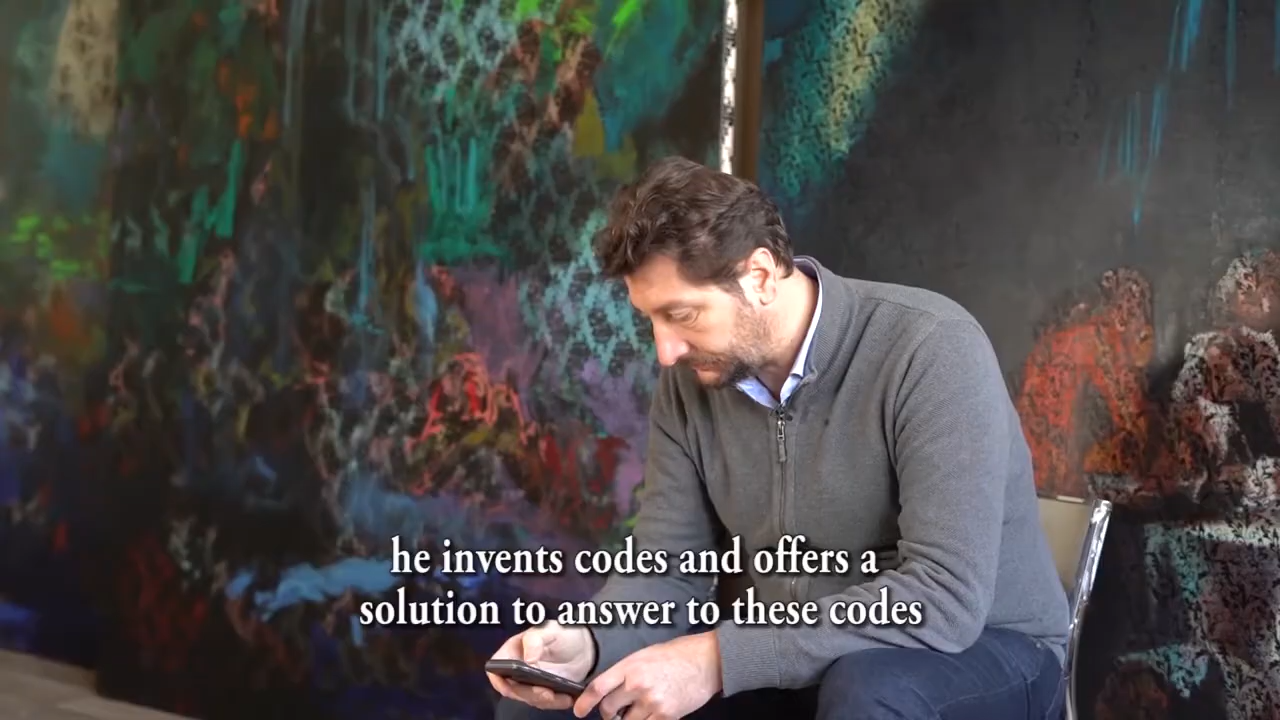 he invents codes and offers a
solution to answer to these codes